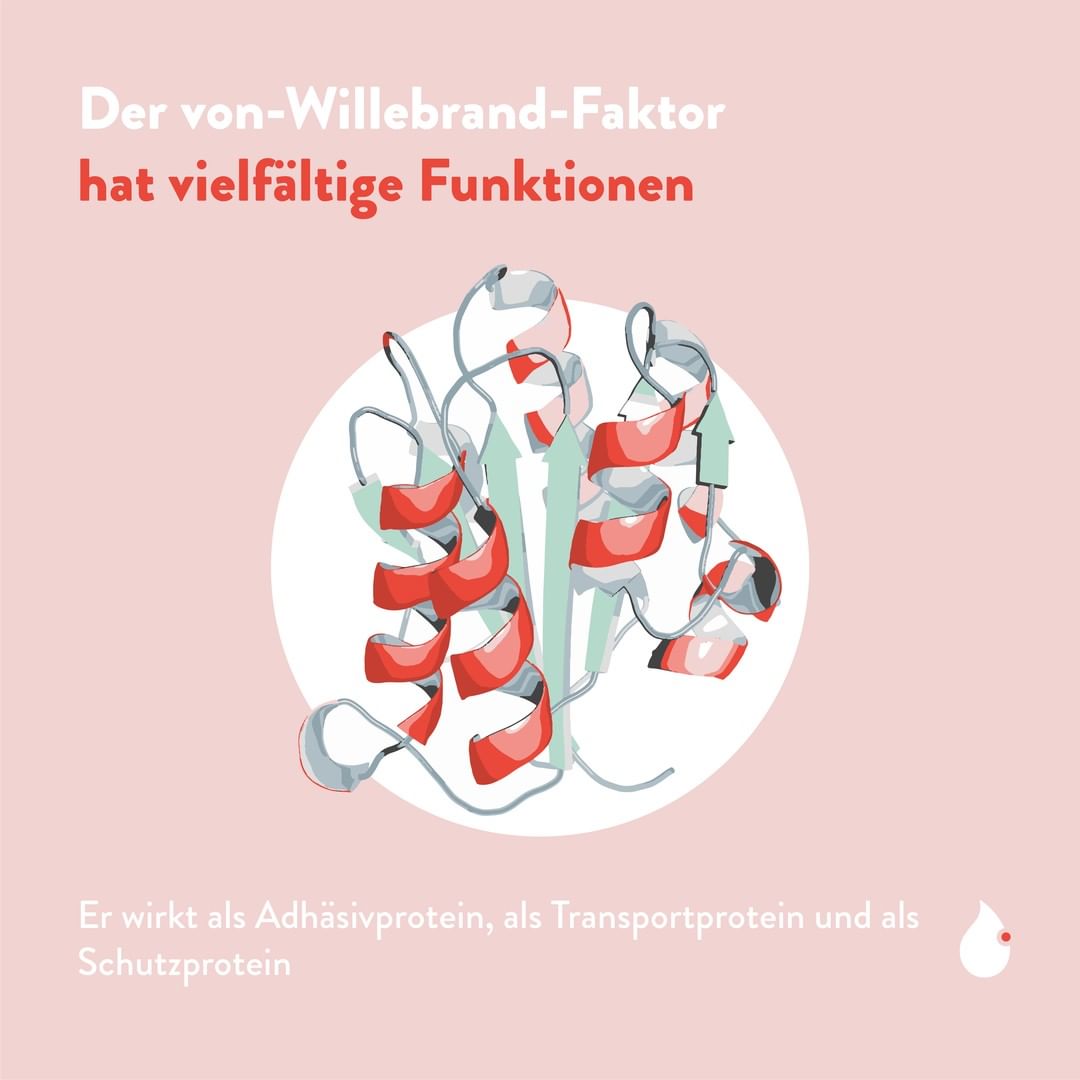 Der von-Willebrand-Faktor
hat vielfältige Funktionen
Er wirkt als Adhäsivprotein, als Transportprotein und als
Schutzprotein